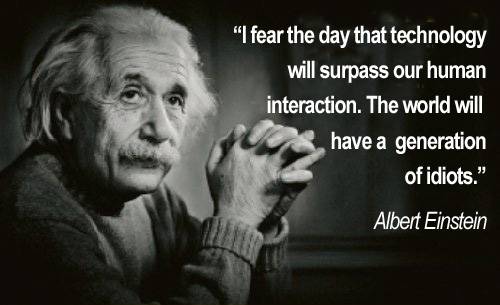 “I fear the day that technology
will surpass our human
interaction. The world will
have a generation
of idiots.”
Albert Einstein